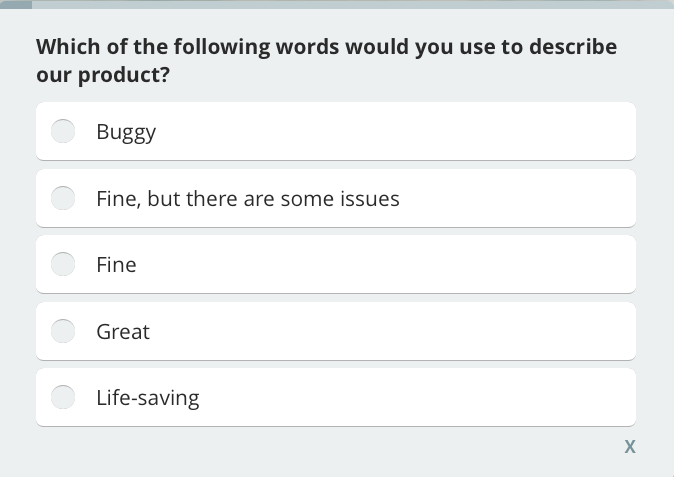 Which of the following words would you use to describe
our product?
Buggy
Fine, but there are some issues
Fine
Great
Life-saving
X